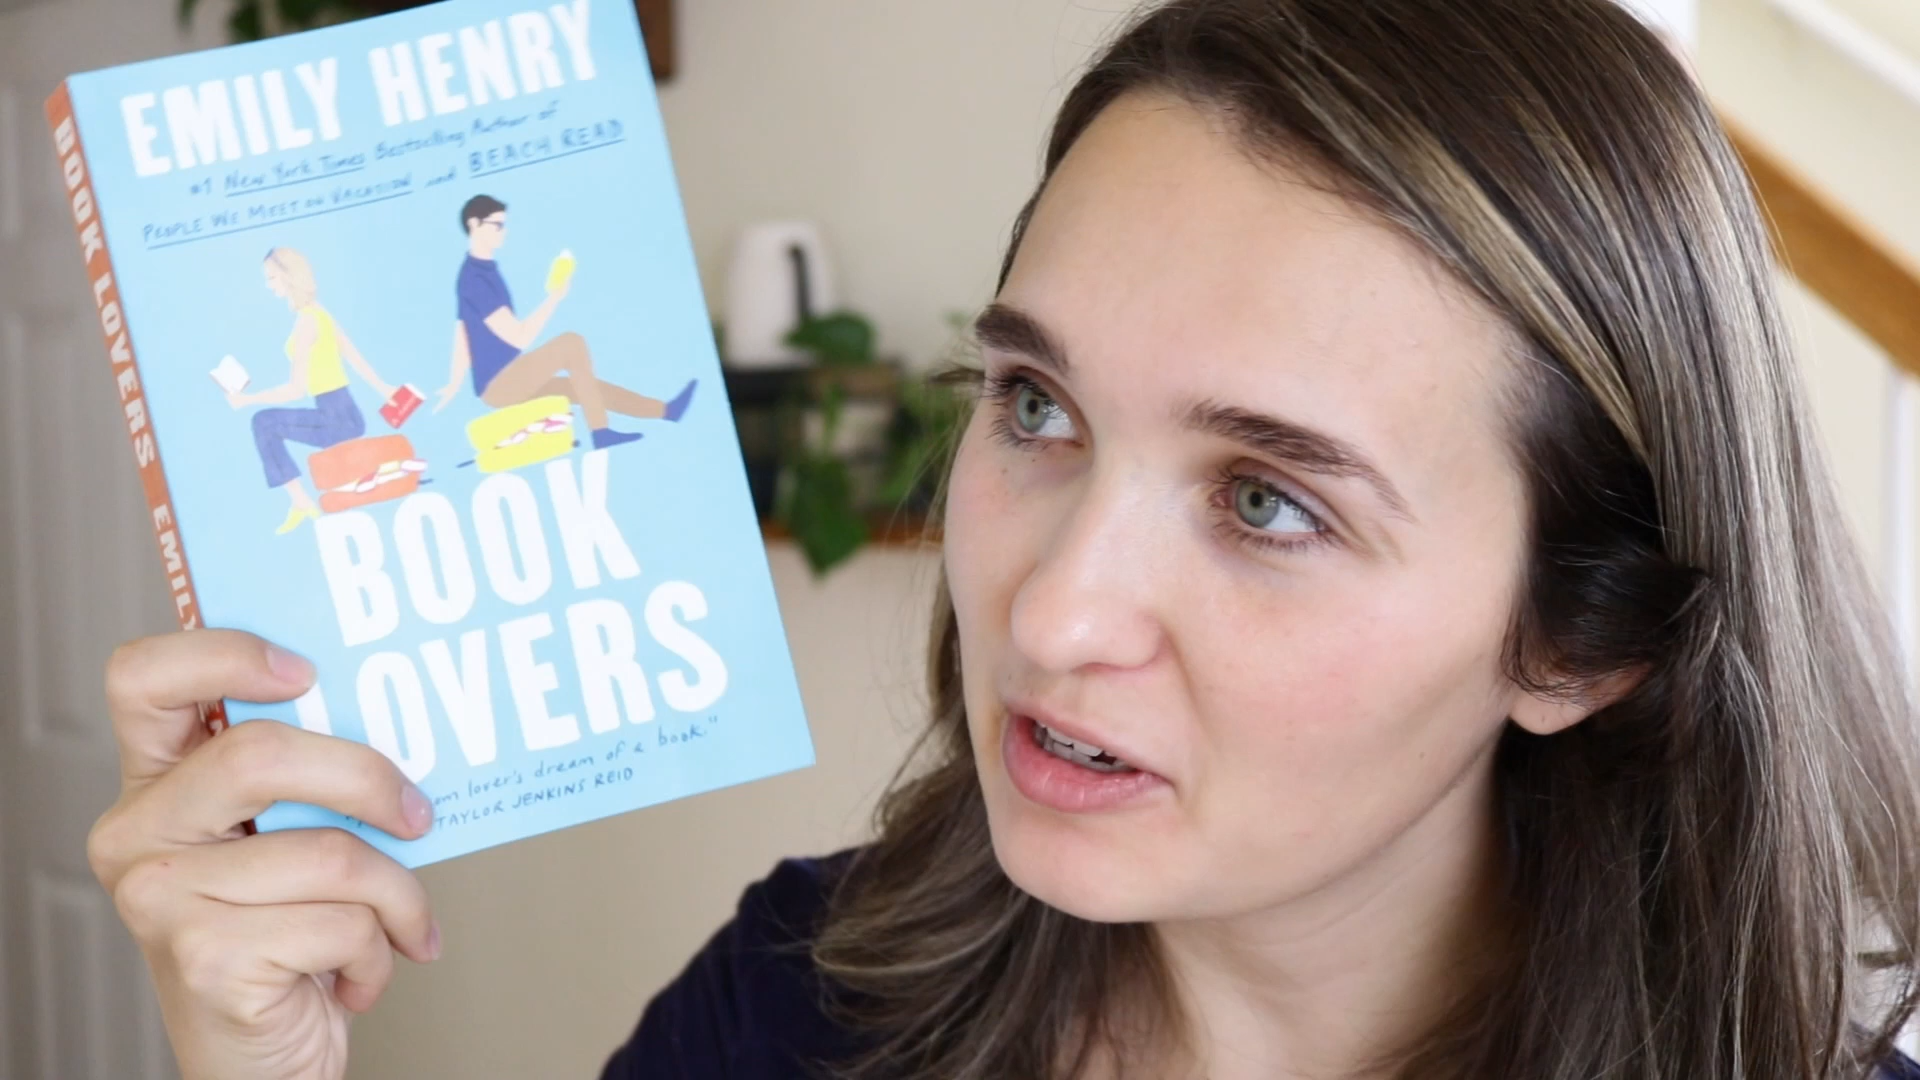 EMILY HENRY
#1 New York Times Bestselling Author of
PEOPLE WE MEET ON VACATION and BEACH READ
BOOK
LOVERS
om lover's dream of a book."
TAYLOR JENKINS REID
BOOK LOVERS EMILY